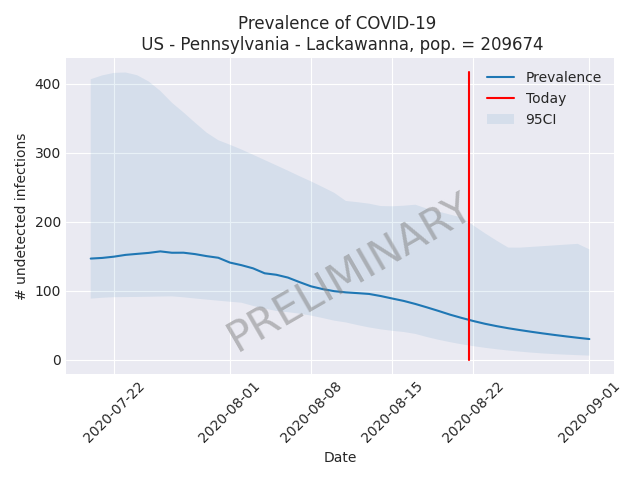 Prevalence of COVID-19
US - Pennsylvania - Lackawanna, pop. = 209674
# undetected infections
400
300
200
100
0
Prevalence
Today
95CI
PRELIMINARY
2020-07-22
2020-08-01
2020-08-08
2020-08-15
2020-08-22
2020-09-01
Date